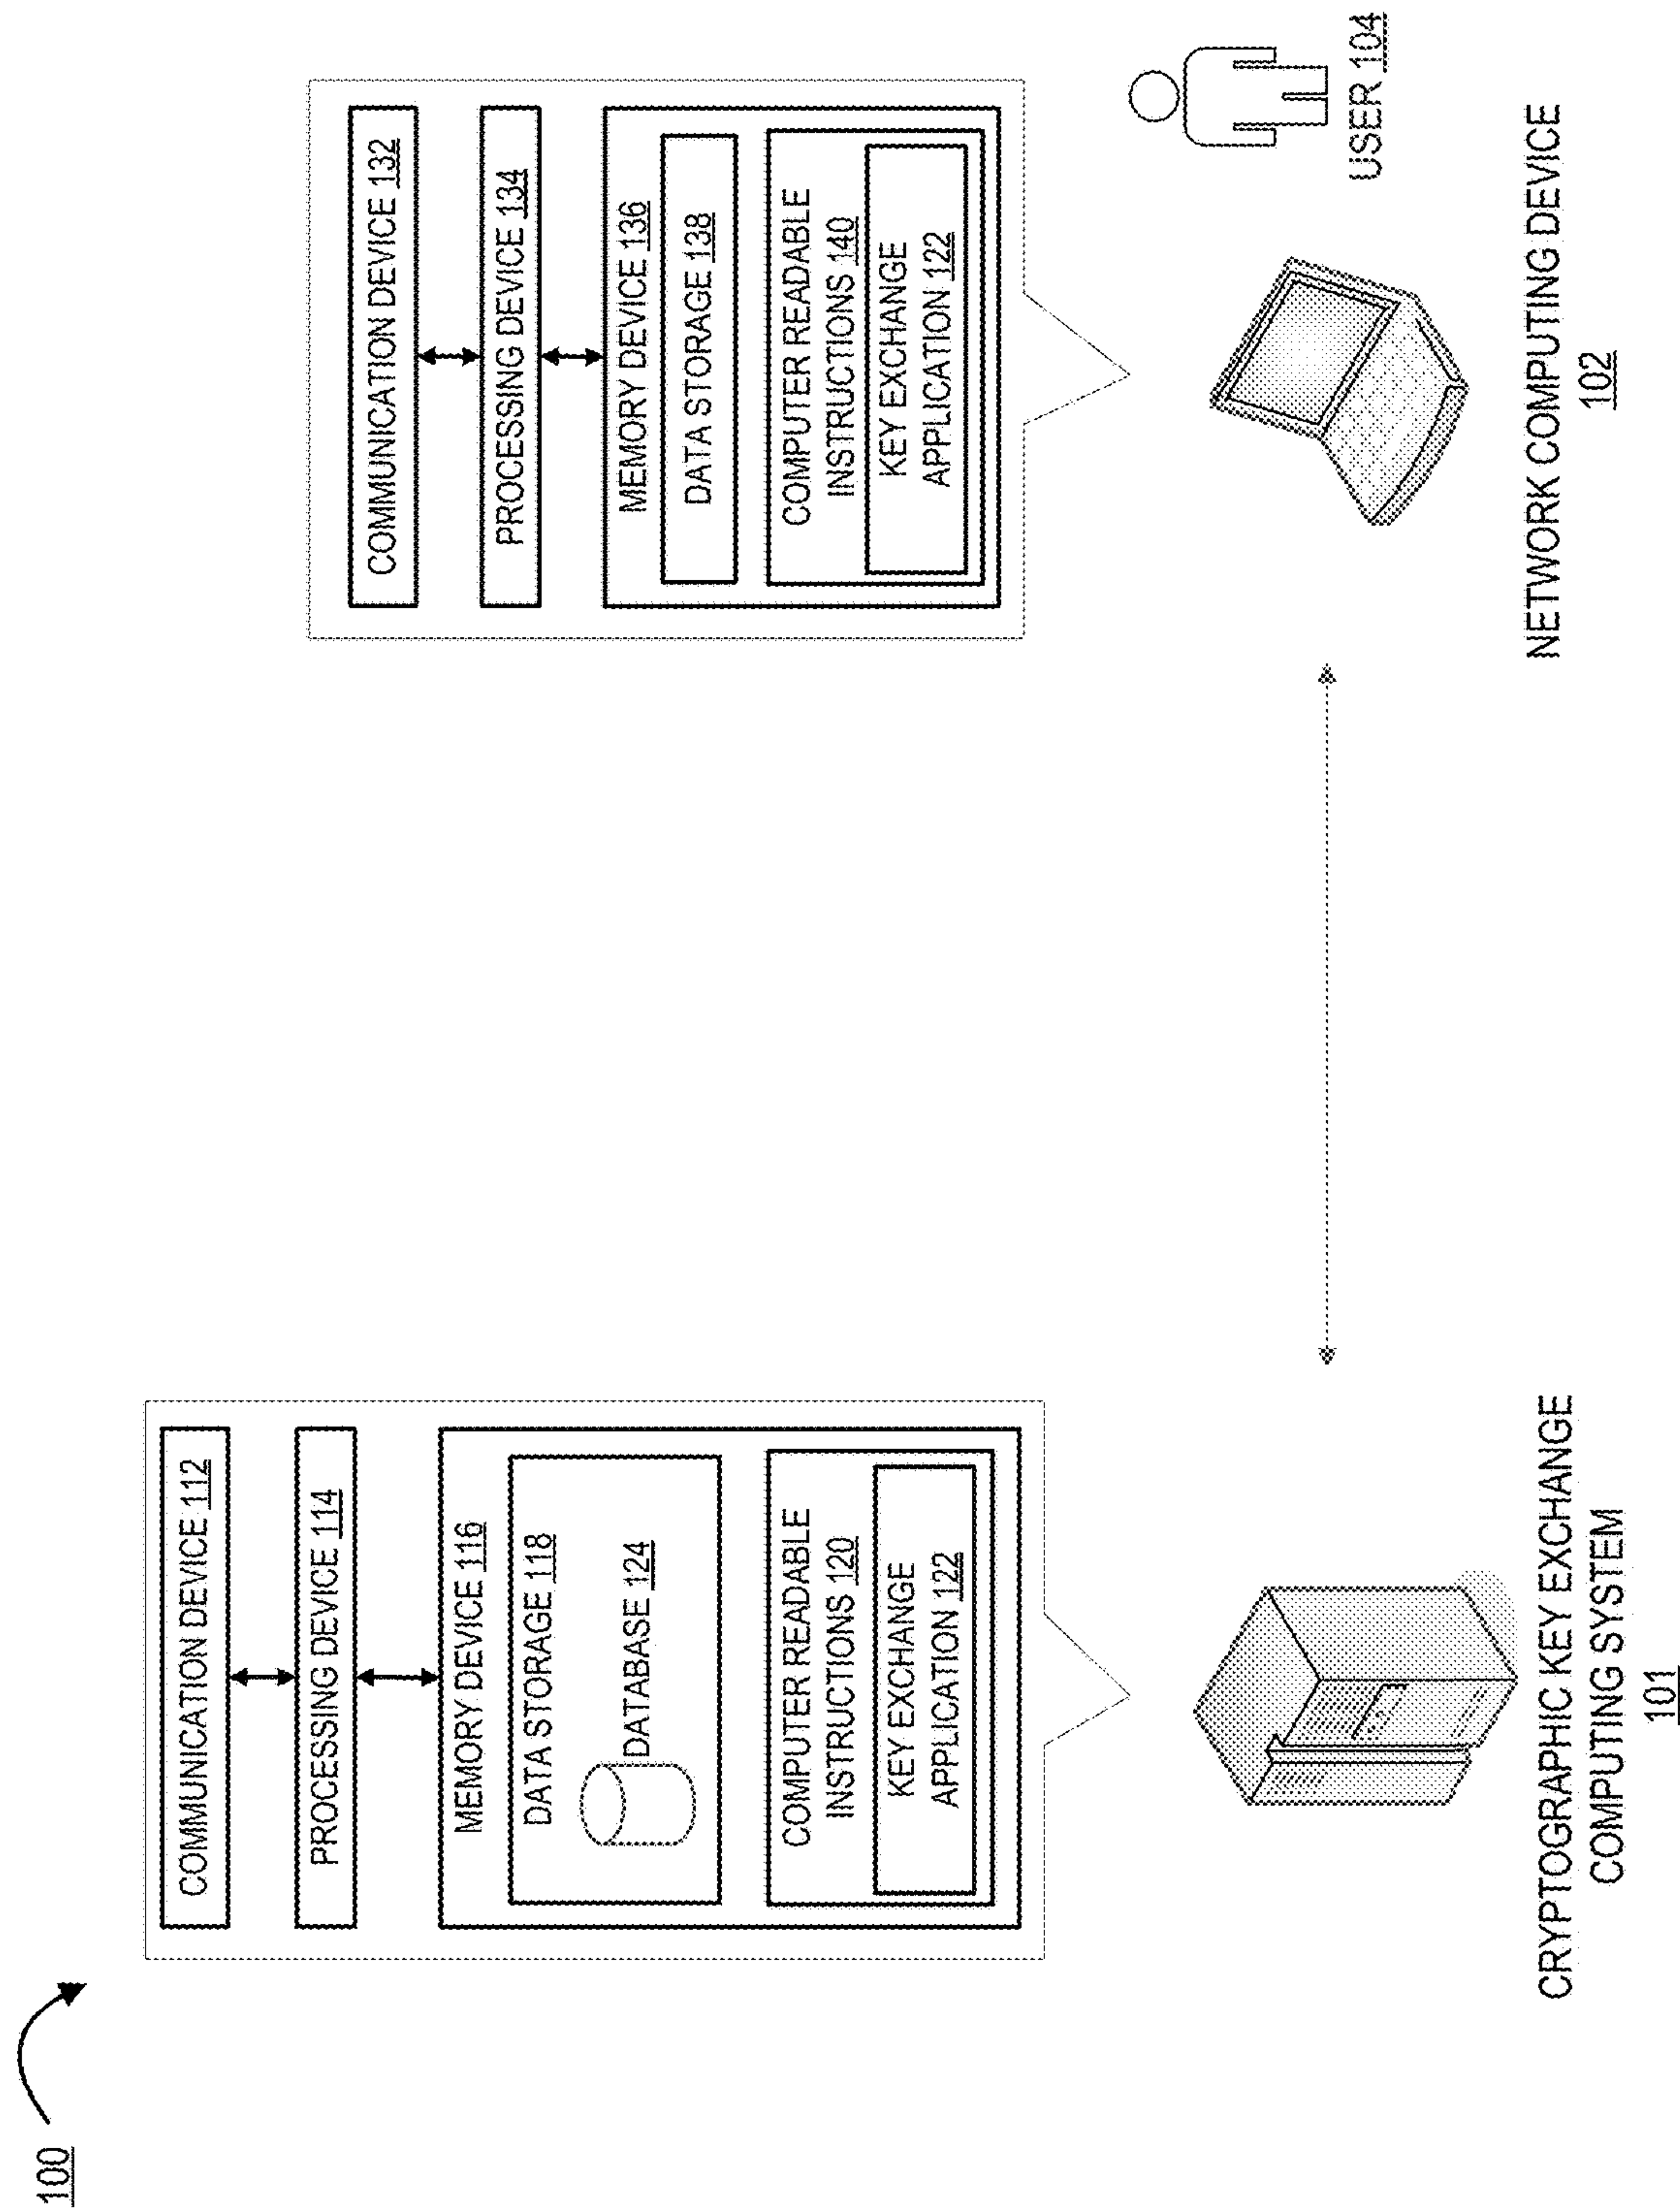 100
COMMUNICATION DEVICE 112
PROCESSING DEVICE 114
MEMORY DEVICE 116
DATA STORAGE 118
DATABASE 124
COMPUTER READABLE
INSTRUCTIONS 120
KEY EXCHANGE
APPLICATION 122
CRYPTOGRAPHIC KEY EXCHANGE
COMPUTING SYSTEM
101
COMMUNICATION DEVICE 132
PROCESSING DEVICE 134
MEMORY DEVICE 136
DATA STORAGE 138
COMPUTER READABLE
INSTRUCTIONS 140
KEY EXCHANGE
APPLICATION 122
USER 104
NETWORK COMPUTING DEVICE
102